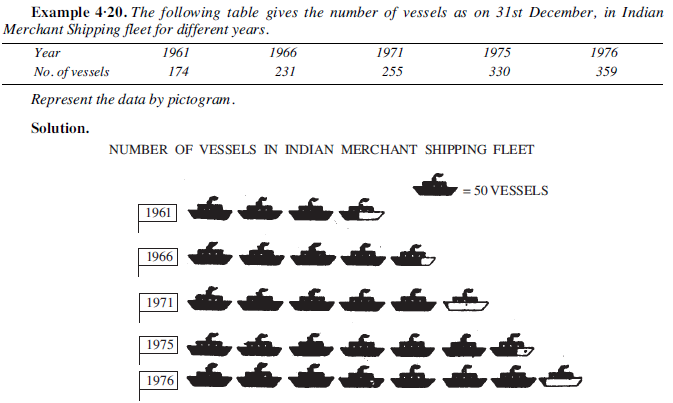 Example 4·20. The following table gives the number of vessels as on 31st December, in Indian
Merchant Shipping fleet for different years.
Year 1961 1966 1971 1975 1976
No. of vessels 174 231 255 330 359
Represent the data by pictogram.
Solution.
NUMBER OF VESSELS IN INDIAN MERCHANT SHIPPING FLEET
= 50 VESSELS
1961
1966
1971
1975
1976